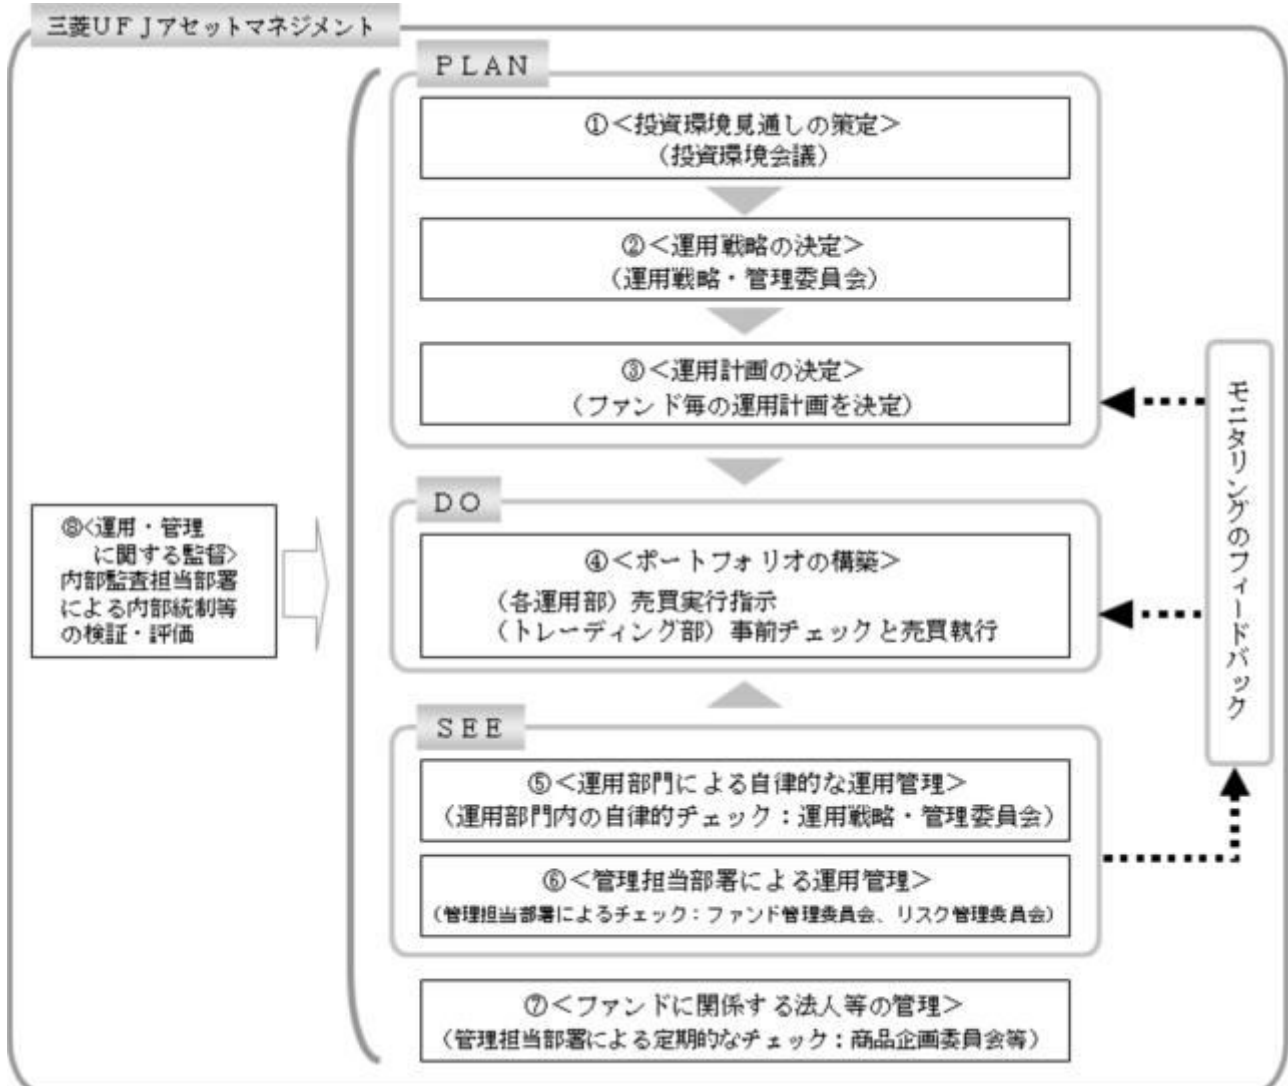 三菱UFJアセットマネジメント
PLAN
①<投資環境見通しの策定>
(投資環境会議)
②<運用戦略の決定>
(運用戦略・管理委員会)
③<運用計画の決定>
(ファンド毎の運用計画を決定)
DO
④<ポートフォリオの構築>
(各運用部)売買実行指示
(トレーディング部)事前チェックと売買執行
SEE
⑤<運用部門による自律的な運用管理>
(運用部門内の自律的チェック:運用戦略・管理委員会)
⑥<管理担当部署による運用管理>
(管理担当部署によるチェック:ファンド管理委員会、リスク管理委員会)
⑦<ファンドに関係する法人等の管理>
(管理担当部署による定期的なチェック:商品企画委員会等)
⑧<運用・管理
に関する監督>
内部監査担当部署
による内部統制等
の検証・評価
モニタリングのフィードバック